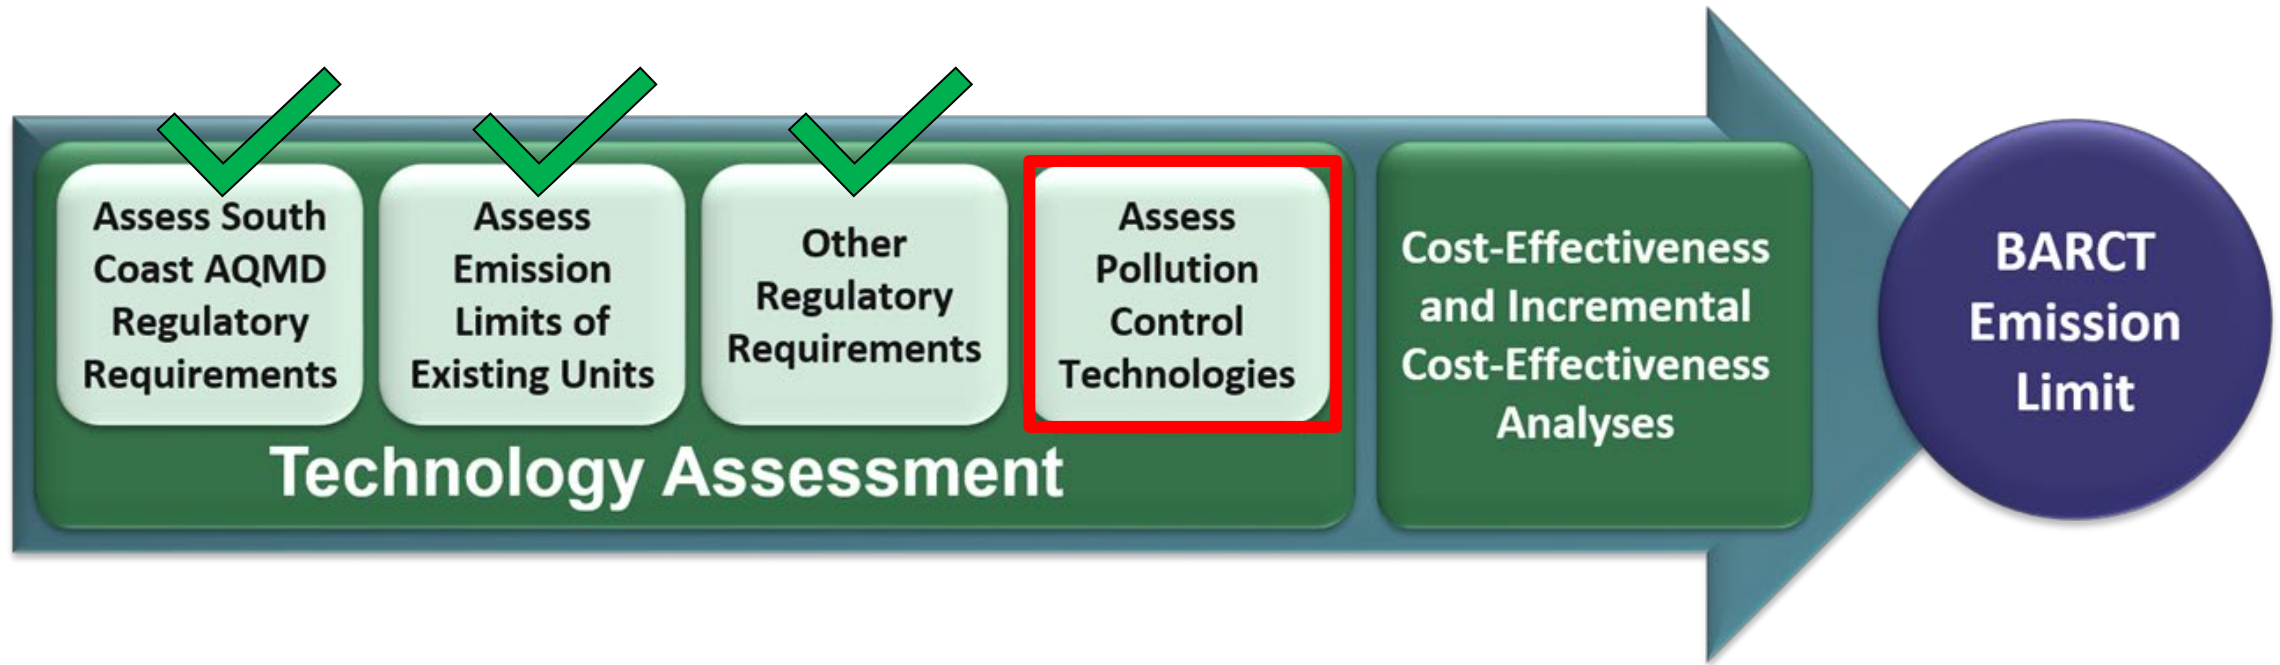 Assess South
Coast AQMD
Regulatory
Requirements
Assess
Emission
Limits of
Existing Units
Other
Regulatory
Requirements
Assess
Pollution
Control
Technologies
Technology Assessment
Cost-Effectiveness
and Incremental
Cost-Effectiveness
Analyses
BARCT
Emission
Limit